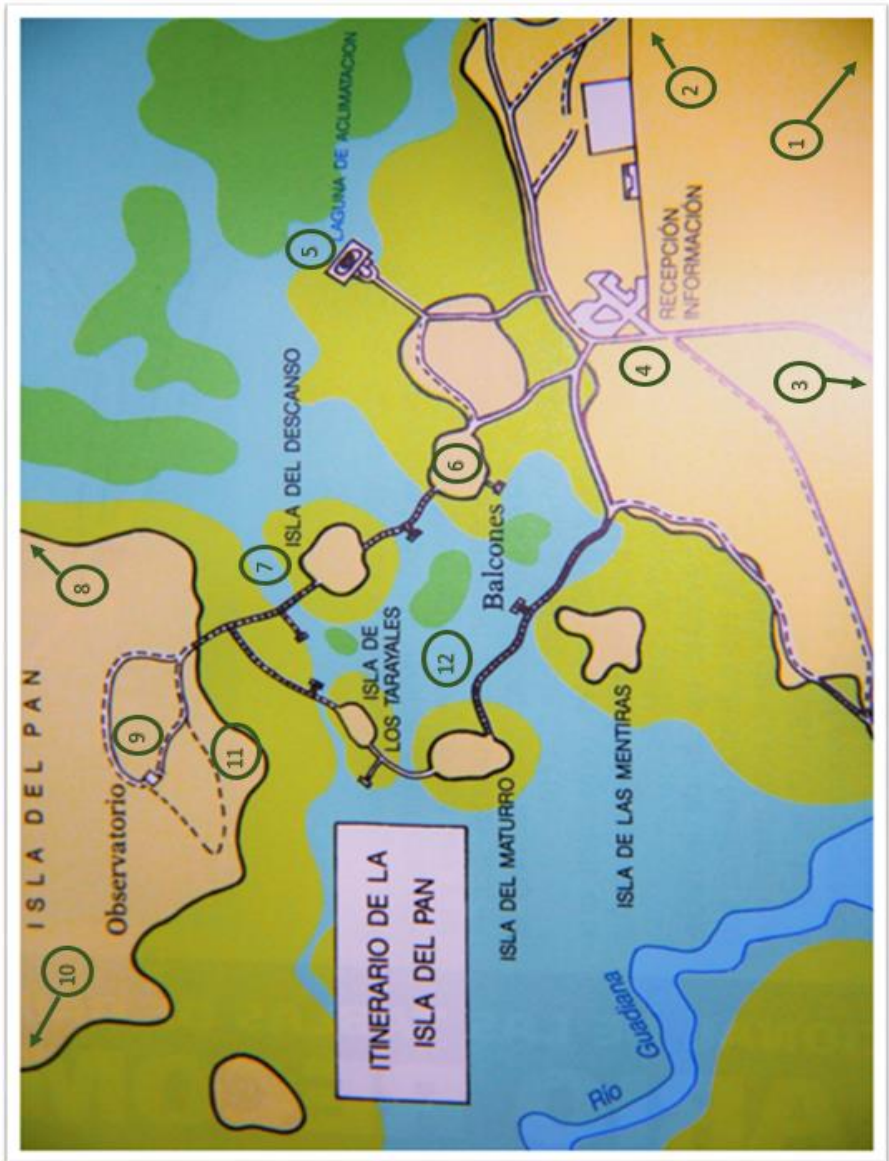 ISLA DEL PAN
10
8
Observatorio
9
11
7
ISLA DEL DESCANSO
5
LAGUNA DE ACLIMATACION
ITINERARIO DE LA
ISLA DEL PAN
ISLA DE
LOS TARAYALES
12
6
Balcones
ISLA DEL MATURRO
Río Guadiana
ISLA DE LAS MENTIRAS
4
RECEPCIÓN
INFORMACIÓN
2
3
1